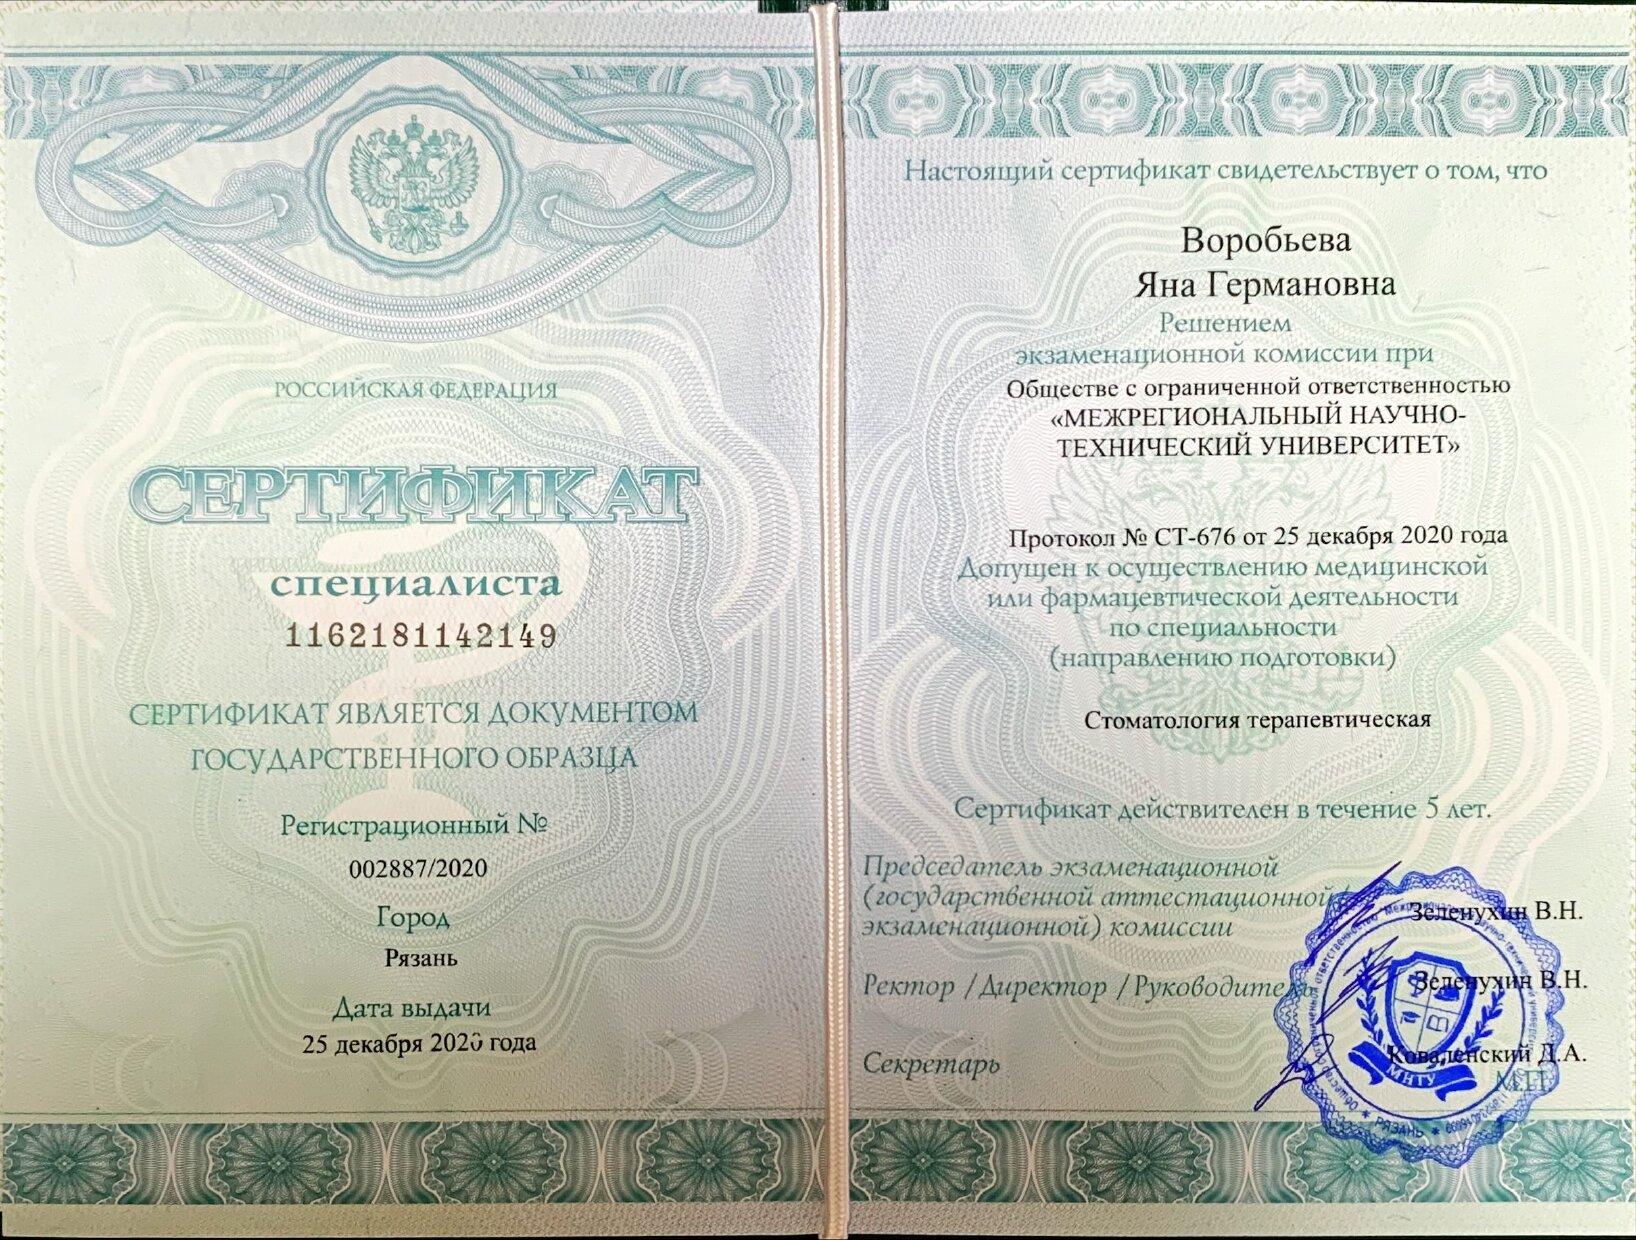 РОССИЙСКАЯ ФЕДЕРАЦИЯ
СЕРТИФИКАТ
специалиста
1162181142149
СЕРТИФИКАТ ЯВЛЯЕТСЯ ДОКУМЕНТОМ
ГОСУДАРСТВЕННОГО ОБРАЗЦА
Регистрационный №
002887/2020
Город
Рязань
Дата выдачи
25 декабря 2020 года
Настоящий сертификат свидетельствует о том, что
Воробьева
Яна Германовна
Решением
экзаменационной комиссии при
Обществе с ограниченной ответственностью
«МЕЖРЕГИОНАЛЬНЫЙ НАУЧНО-
ТЕХНИЧЕСКИЙ УНИВЕРСИТЕТ»
Протокол № СТ-676 от 25 декабря 2020 года
Допущен к осуществлению медицинской
или фармацевтической деятельности
по специальности
(направлению подготовки)
Стоматология терапевтическая
Сертификат действителен в течение 5 лет.
Председатель экзаменационной
(государственной аттестационной/
экзаменационной) комиссии
Зеленухин В.Н.
Ректор /Директор /Руководитель
Зеленухин В.Н.
Секретарь
Коваленский Д.А.
М.П.
МНТУ
РЯЗАНЬ